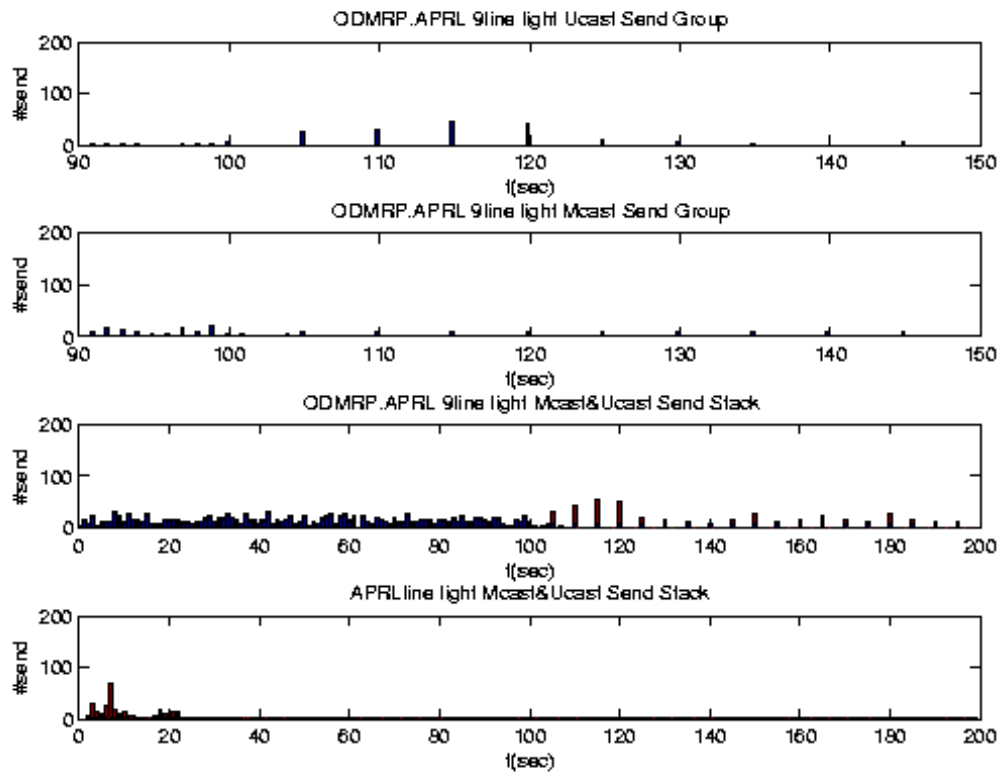 ODMRP.APRL 9line light Ucast Send Group
200
100
0
#send
90 100 110 120 130 140 150
t(sec)
ODMRP.APRL 9line light Mcast Send Group
200
100
0
#send
90 100 110 120 130 140 150
t(sec)
ODMRP.APRL 9line light Mcast&Ucast Send Stack
200
100
0
#send
0 20 40 60 80 100 120 140 160 180 200
t(sec)
APRLline light Mcast&Ucast Send Stack
200
100
0
#send
0 20 40 60 80 100 120 140 160 180 200
t(sec)